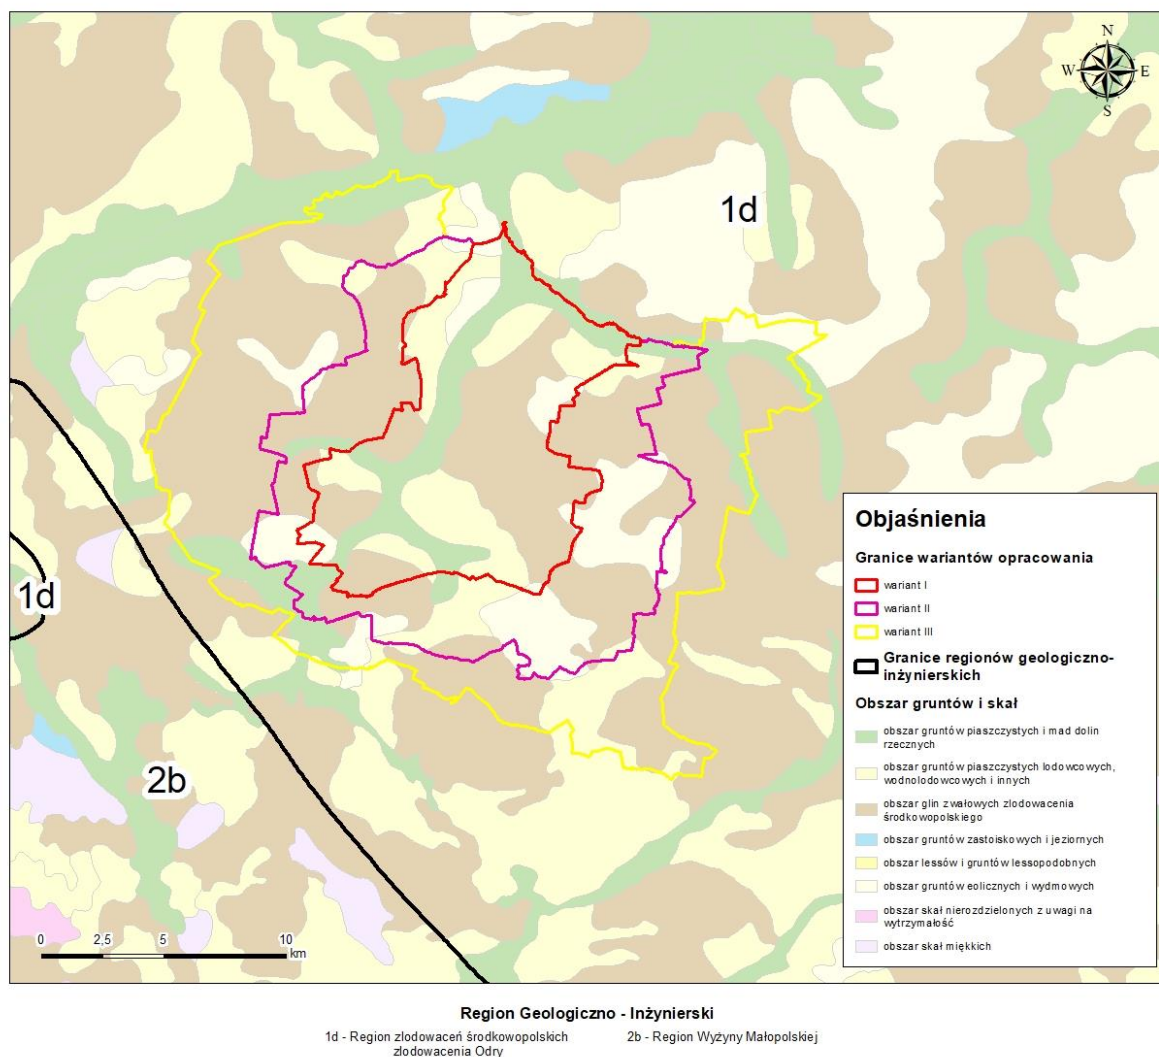 N
W E
S
1d
1d
2b
Objaśnienia
Granice wariantów opracowania
wariant I
wariant II
wariant III
Granice regionów geologiczno-
inżynierskich
Obszar gruntów i skał
obszar gruntów piaszczystych i mad dolin
rzecznych
obszar gruntów piaszczystych lodowcowych,
wodnolodowcowych i innych
obszar glin zwałowych zlodowacenia
środkowopolskiego
obszar gruntów zastoiskowych i jeziornych
obszar lessów i gruntów lessopodobnych
obszar gruntów eolicznych i wydmowych
obszar skał nierozdzielonych z uwagi na
wytrzymałość
obszar skał miękkich
0 2,5 5 10
km
Region Geologiczno - Inżynierski
1d - Region zlodowaceń środkowopolskich
zlodowacenia Odry
2b - Region Wyżyny Małopolskiej